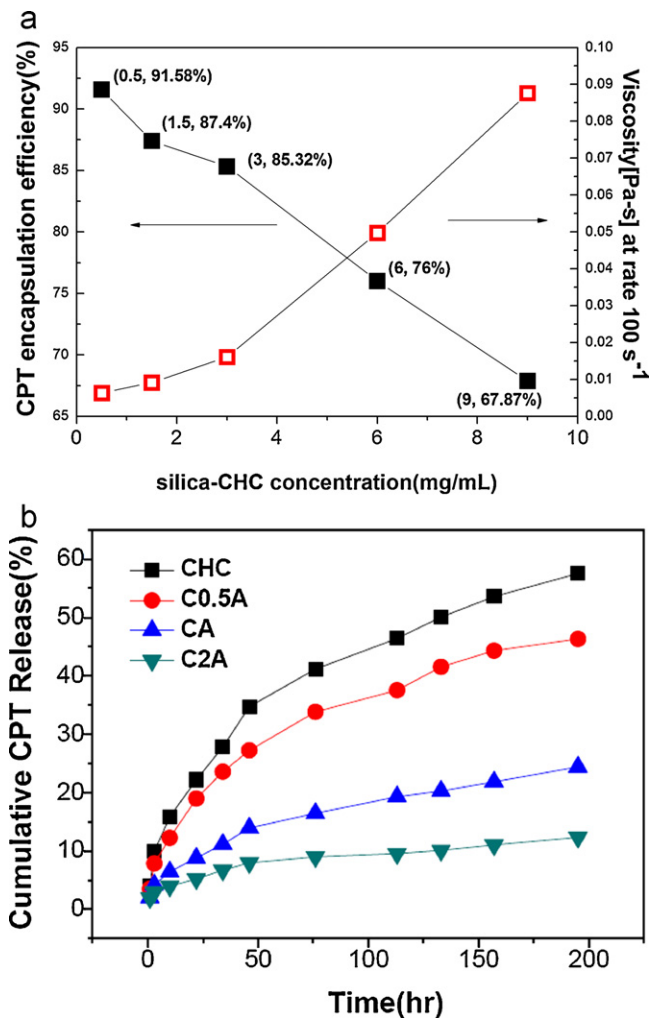 a
CPT encapsulation efficiency(%)
95
90
85
80
75
70
65
(0.5, 91.58%)
(1.5, 87.4%)
(3, 85.32%)
(6, 76%)
(9, 67.87%)
0.10
0.09
0.08
0.07
0.06
0.05
0.04
0.03
0.02
0.01
0.00
Viscosity[Pa-s] at rate 100 s⁻¹
0 2 4 6 8 10
silica-CHC concentration(mg/mL)
b
Cumulative CPT Release(%)
60
50
40
30
20
10
0
CHC
C0.5A
CA
C2A
0 50 100 150 200
Time(hr)